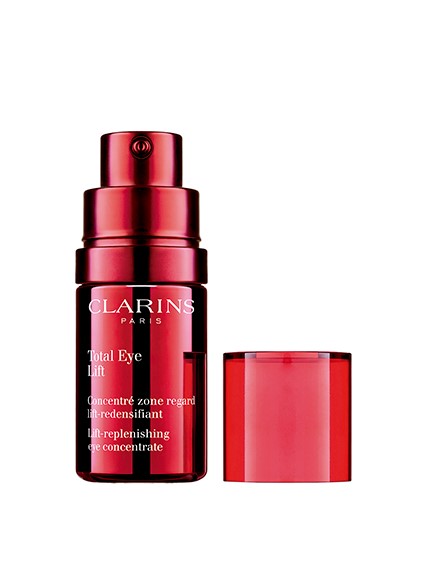 CLARINS
PARIS
Total Eye
Lift
Concentré zone regard
lift-redensifiant
Lift-replenishing
eye concentrate